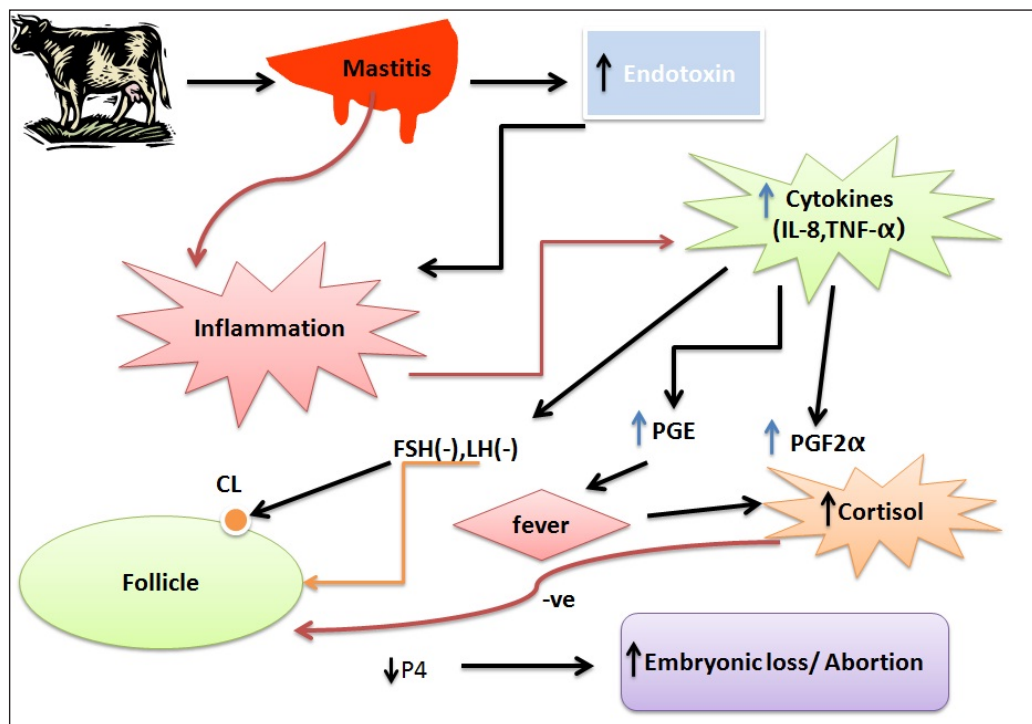 Mastitis
Endotoxin
Cytokines
(IL-8,TNF-α)
Inflammation
PGE
PGF2α
FSH(-),LH(-)
CL
fever
Cortisol
Follicle
-ve
P4
Embryonic loss/ Abortion